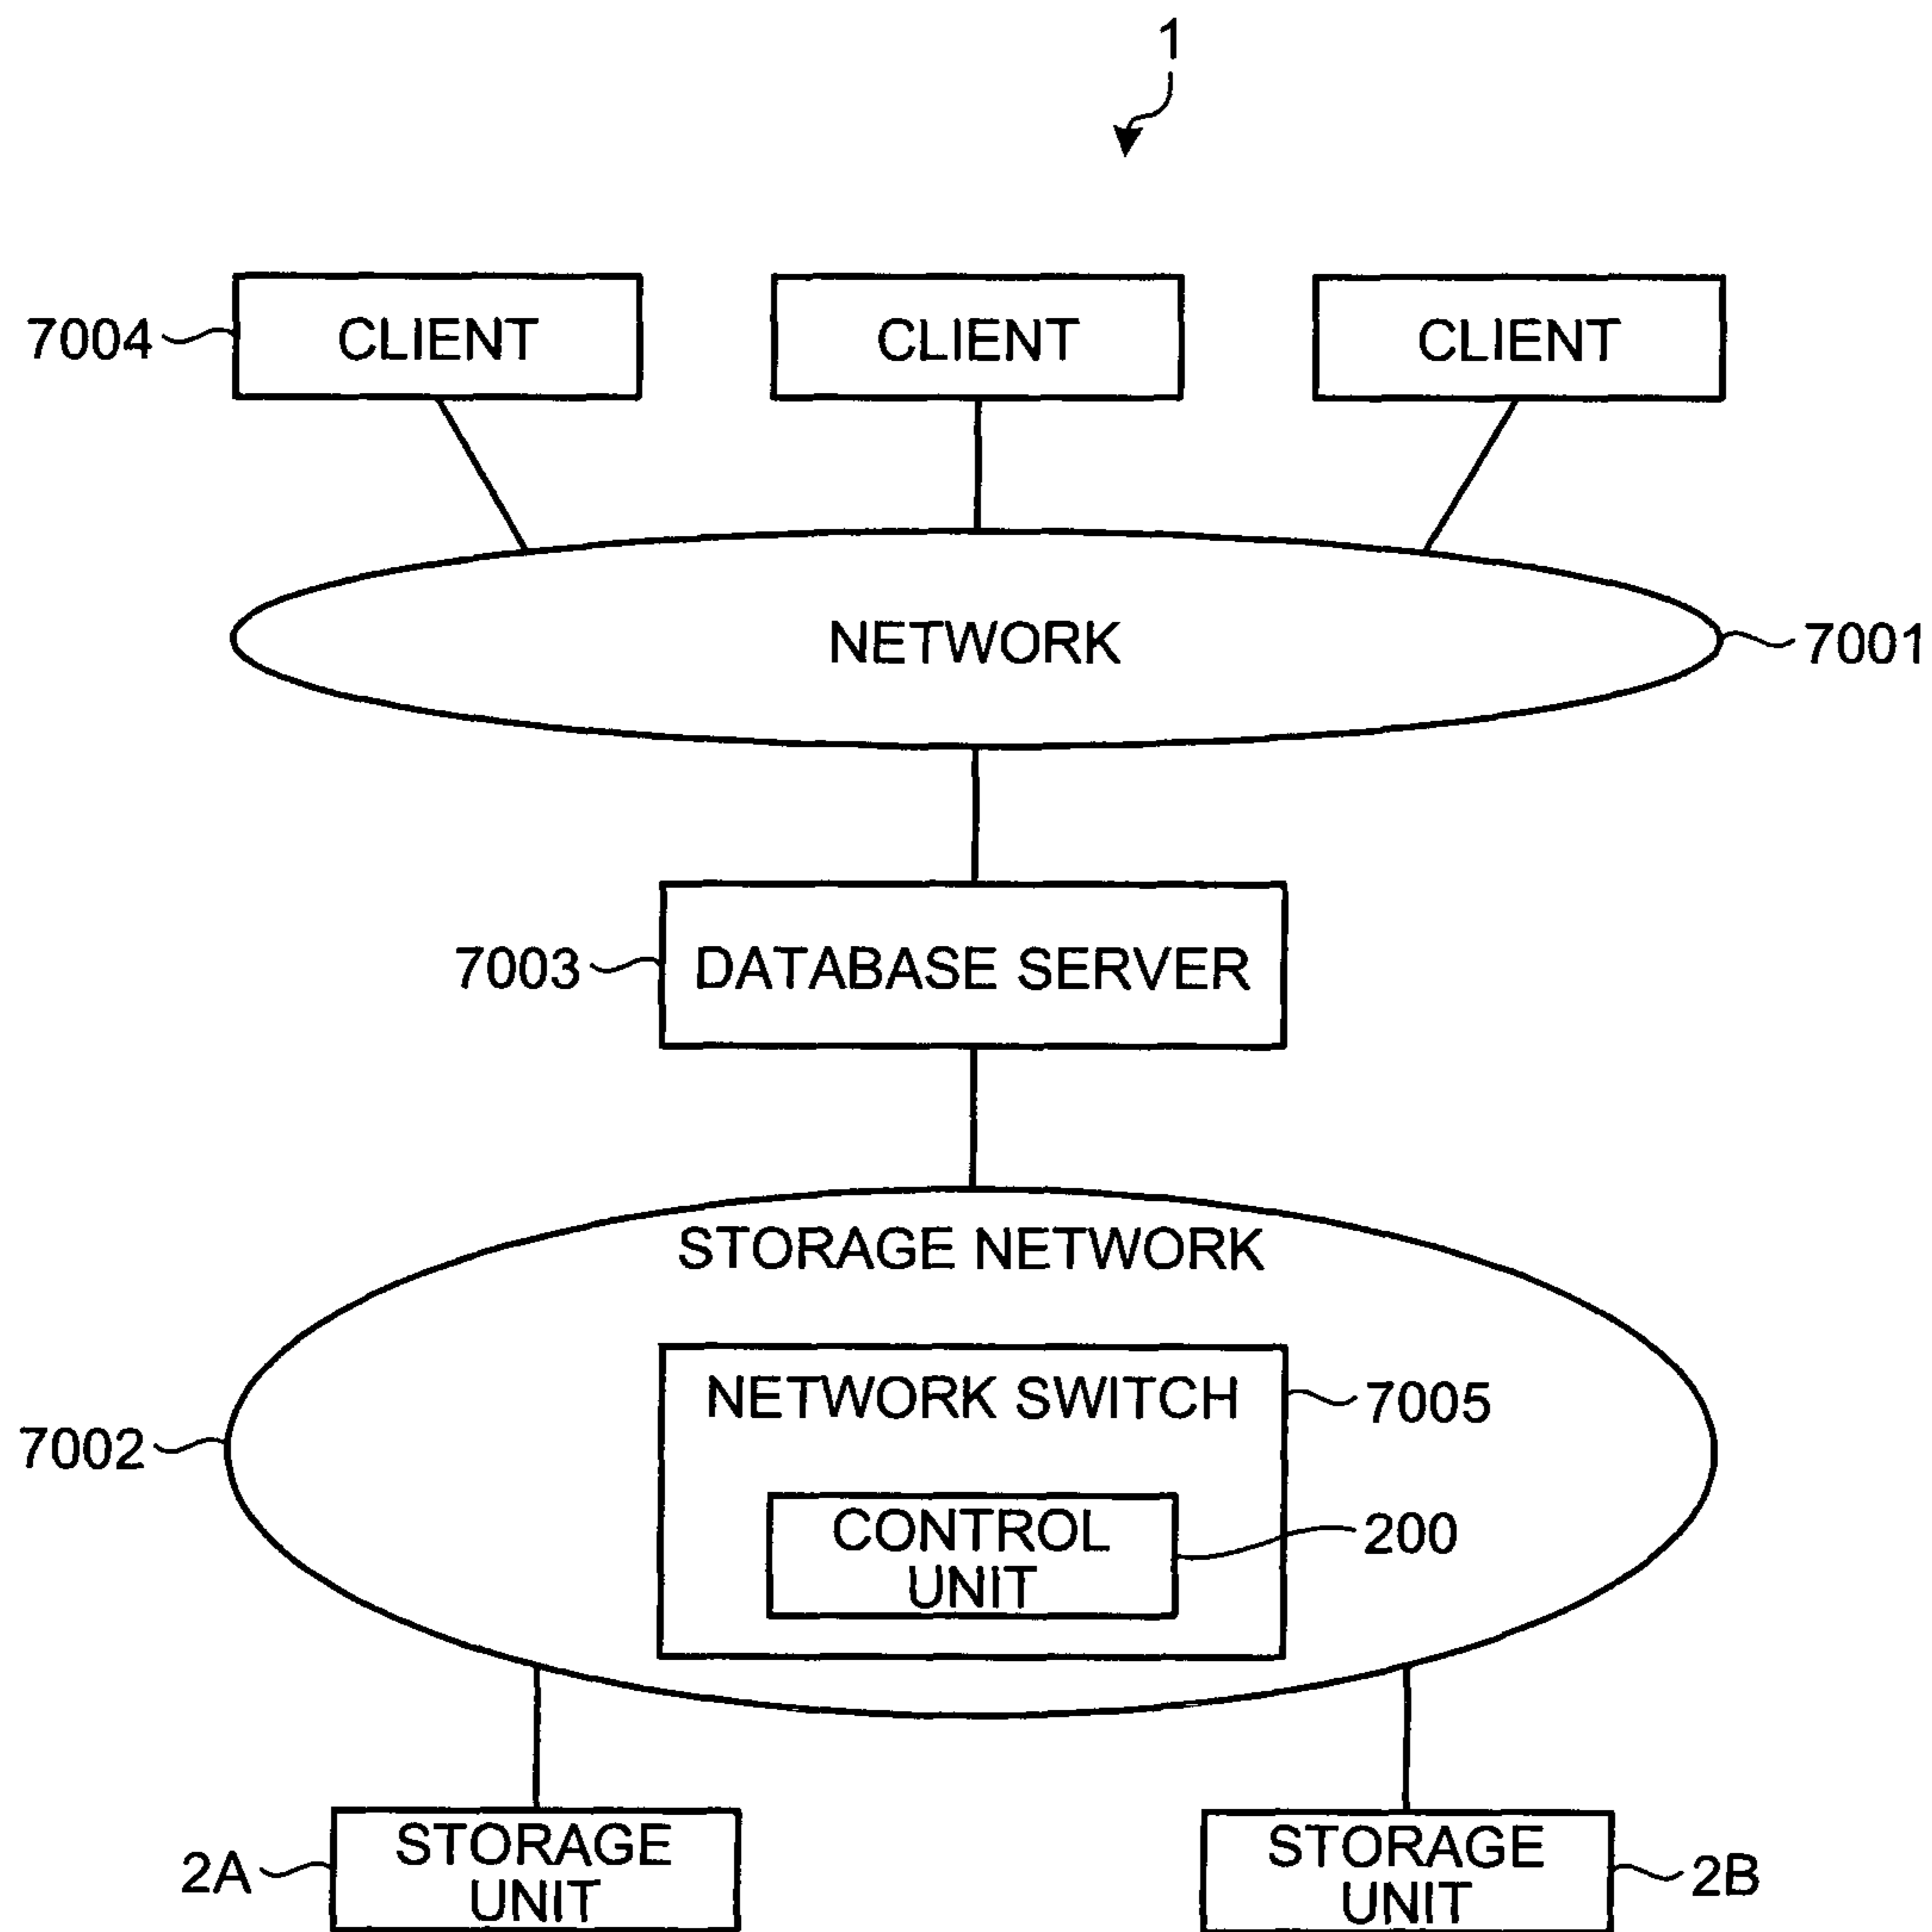 1
7004
CLIENT
CLIENT
CLIENT
NETWORK
7001
7003
DATABASE SERVER
STORAGE NETWORK
NETWORK SWITCH
7005
7002
CONTROL
UNIT
200
2A
STORAGE
UNIT
STORAGE
UNIT
2B